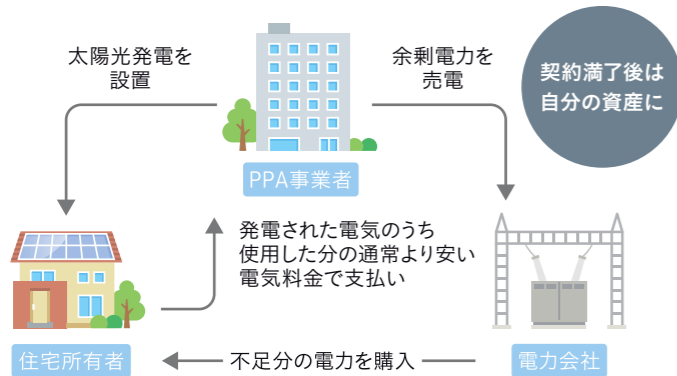 太陽光発電を
設置
余剰電力を
売電
契約満了後は
自分の資産に
PPA事業者
発電された電気のうち
使用した分の通常より安い
電気料金で支払い
住宅所有者
不足分の電力を購入
電力会社